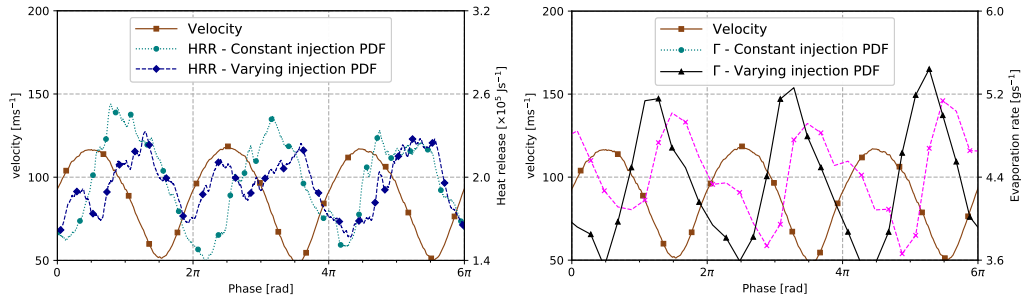 200
150
100
50
velocity [ms⁻¹]
Velocity
HRR - Constant injection PDF
HRR - Varying injection PDF
3.2
2.6
2.0
1.4
Heat release [×10⁵ Js⁻¹]
0
2π
4π
6π
Phase [rad]
200
150
100
50
velocity [ms⁻¹]
Velocity
Γ - Constant injection PDF
Γ - Varying injection PDF
6.0
5.2
4.4
3.6
Evaporation rate [gs⁻¹]
0
2π
4π
6π
Phase [rad]